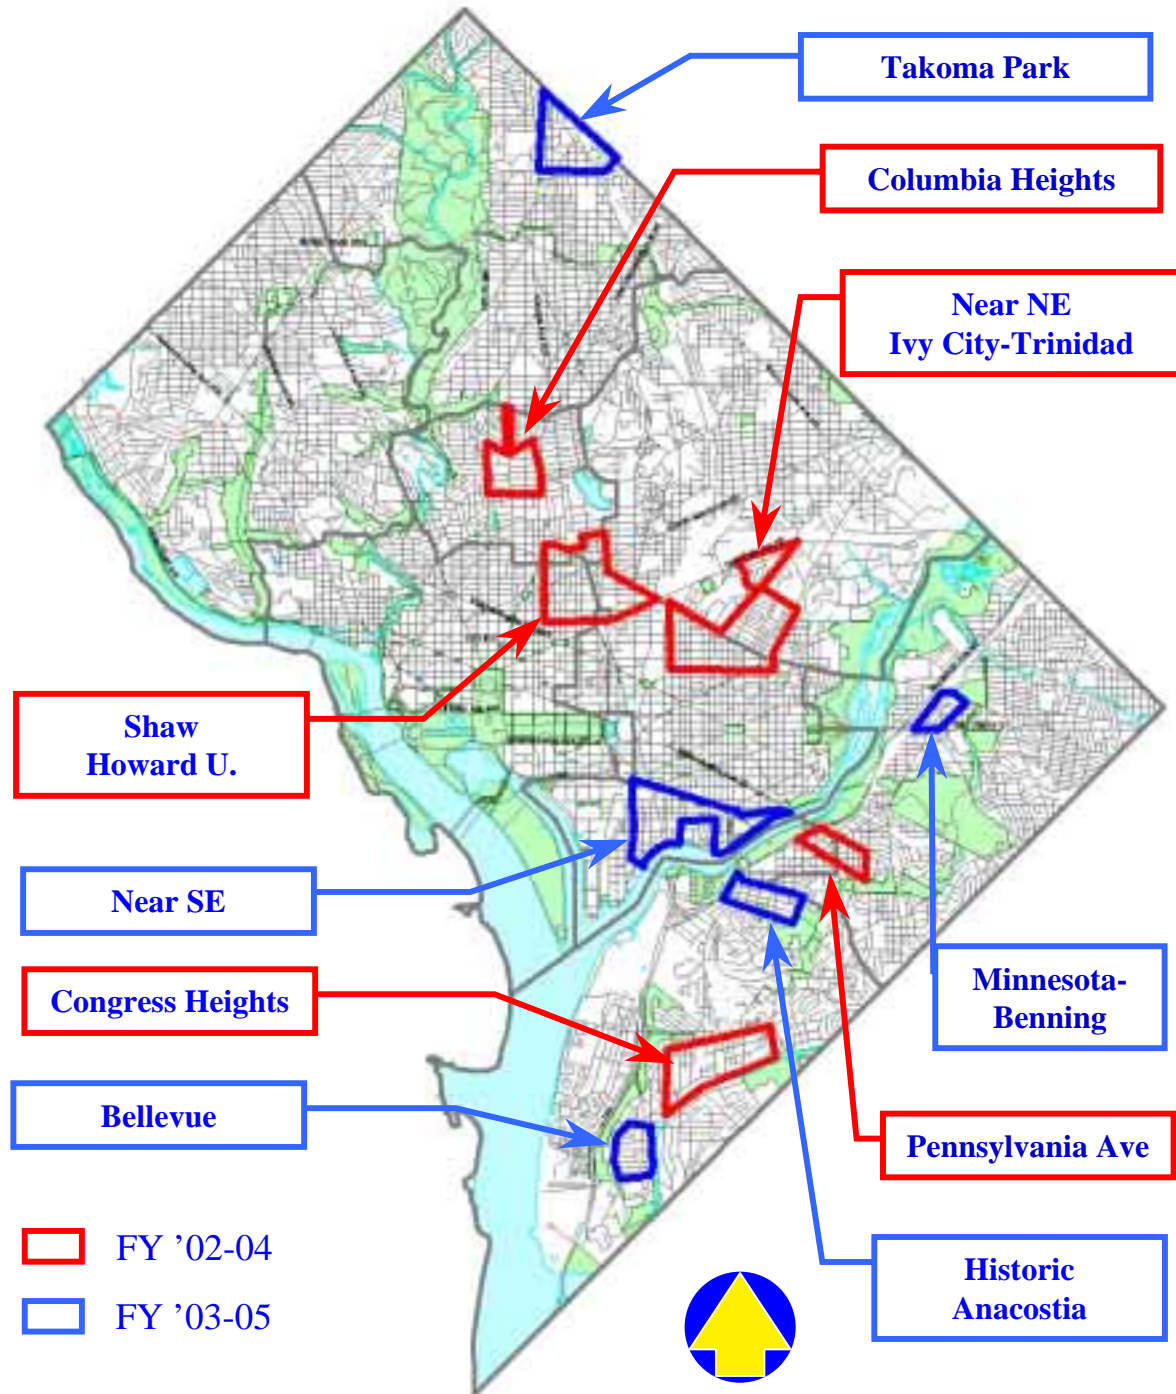 Takoma Park
Columbia Heights
Near NE
Ivy City-Trinidad
Shaw
Howard U.
Near SE
Congress Heights
Bellevue
Minnesota-
Benning
Pennsylvania Ave
Historic
Anacostia
FY ’02-04
FY ’03-05